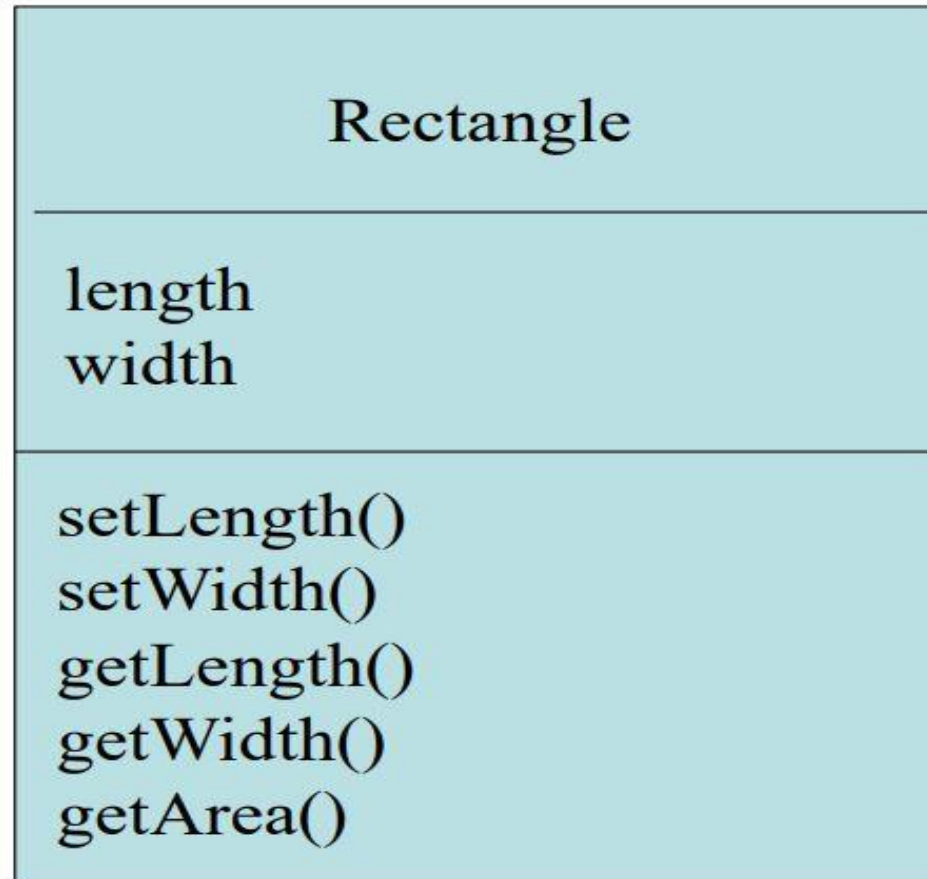 Rectangle
length
width
setLength()
setWidth()
getLength()
getWidth()
getArea()